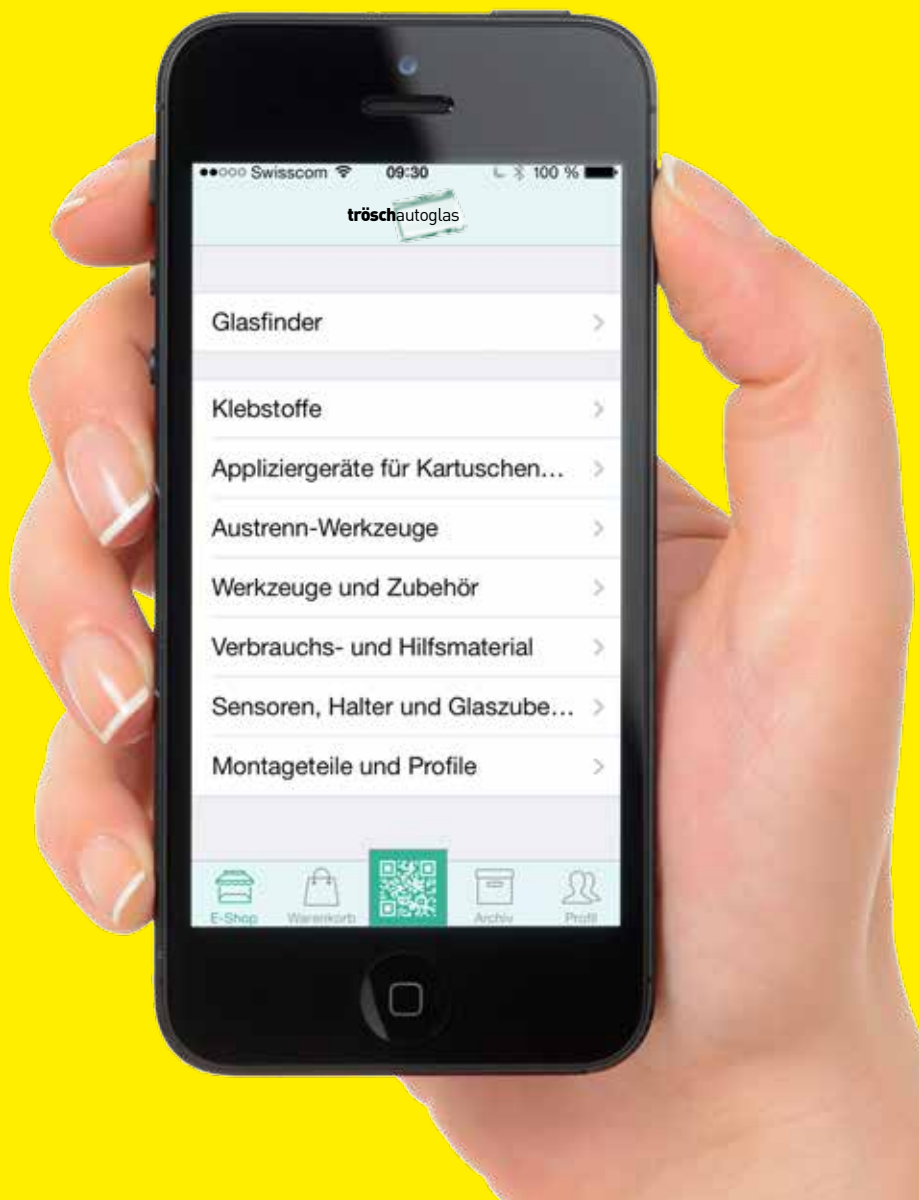 Swisscom 09:30 100 %
tröschautoglas
Glasfinder
Klebstoffe
Appliziergeräte für Kartuschen...
Austrenn-Werkzeuge
Werkzeuge und Zubehör
Verbrauchs- und Hilfsmaterial
Sensoren, Halter und Glaszube...
Montageteile und Profile
E-Shop Warenkorb Archiv Profil